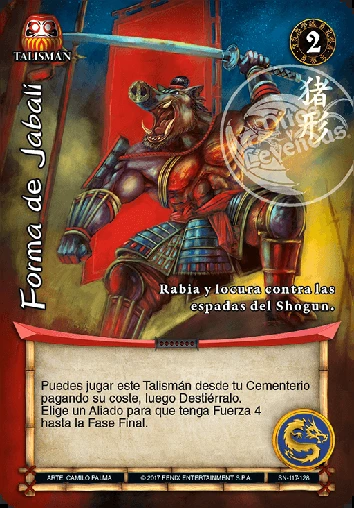 TALISMÁN
2
猪形
Forma de Jabalí
Rabia y locura contra las
espadas del Shogun.
Puedes jugar este Talismán desde tu Cementerio
pagando su coste, luego Destiérralo.
Elige un Aliado para que tenga Fuerza 4
hasta la Fase Final.
ARTE: CAMILO PALMA
© 2017 FENIX ENTERTAINMENT S.P.A.